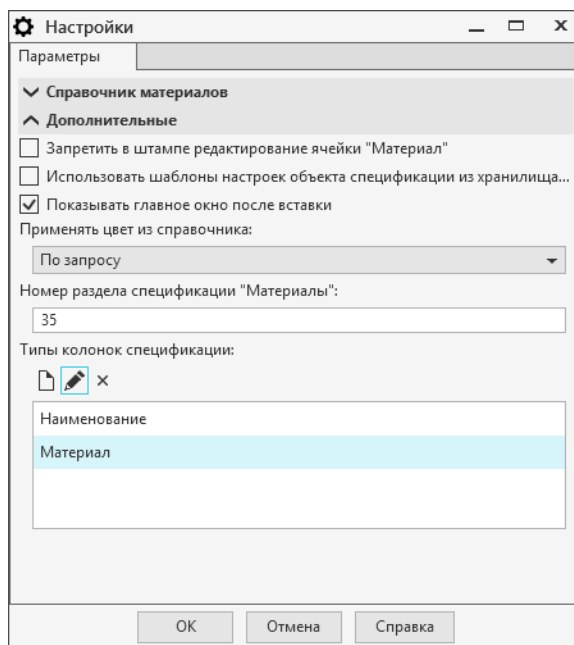 Настройки
Параметры
Справочник материалов
Дополнительные
Запретить в штампе редактирование ячейки "Материал"
Использовать шаблоны настроек объекта спецификации из хранилища...
Показывать главное окно после вставки
Применять цвет из справочника:
По запросу
Номер раздела спецификации "Материалы":
35
Типы колонок спецификации:
Наименование
Материал
ОК Отмена Справка